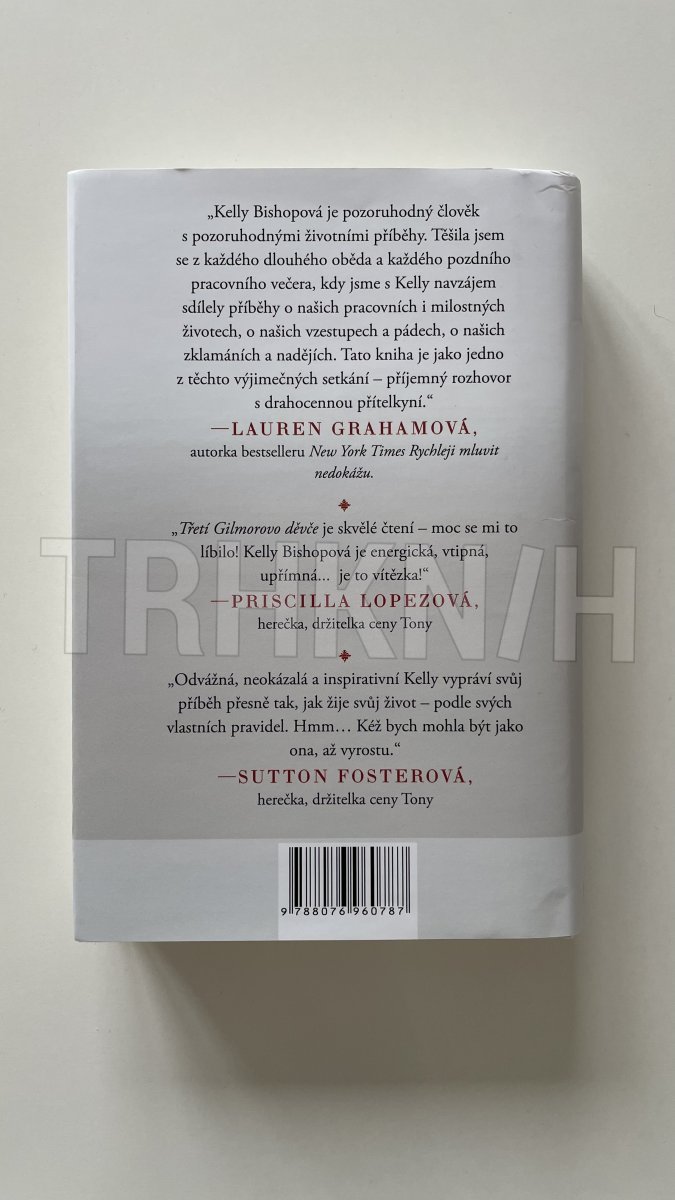 „Kelly Bishopová je pozoruhodný člověk
s pozoruhodnými životními příběhy. Těšila jsem
se z každého dlouhého oběda a každého pozdního
pracovního večera, kdy jsme s Kelly navzájem
sdílely příběhy o našich pracovních i milostných
životech, o našich vzestupech a pádech, o našich
zklamáních a nadějích. Tato kniha je jako jedno
z těchto výjimečných setkání – příjemný rozhovor
s drahocennou přítelkyní.“
—LAUREN GRAHAMOVÁ,
autorka bestselleru New York Times Rychleji mluvit
nedokážu.
„Třetí Gilmorovo děvče je skvělé čtení – moc se mi to
líbilo! Kelly Bishopová je energická, vtipná,
upřímná... je to vítězka!“
—PRISCILLA LOPEZOVÁ,
herečka, držitelka ceny Tony
„Odvážná, neokázalá a inspirativní Kelly vypráví svůj
příběh přesně tak, jak žije svůj život – podle svých
vlastních pravidel. Hmm… Kéž bych mohla být jako
ona, až vyrostu.“
—SUTTON FOSTEROVÁ,
herečka, držitelka ceny Tony
9 788076 960787
TRHKNIH